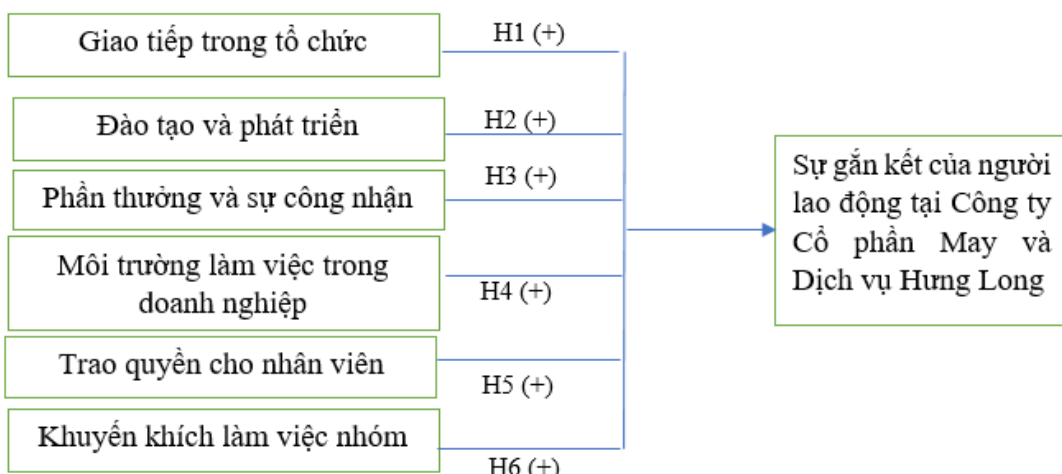 Giao tiếp trong tổ chức
H1 (+)
Đào tạo và phát triển
H2 (+)
Phần thưởng và sự công nhận
H3 (+)
Môi trường làm việc trong
doanh nghiệp
H4 (+)
Trao quyền cho nhân viên
H5 (+)
Khuyến khích làm việc nhóm
H6 (+)
Sự gắn kết của người
lao động tại Công ty
Cổ phần May và
Dịch vụ Hưng Long